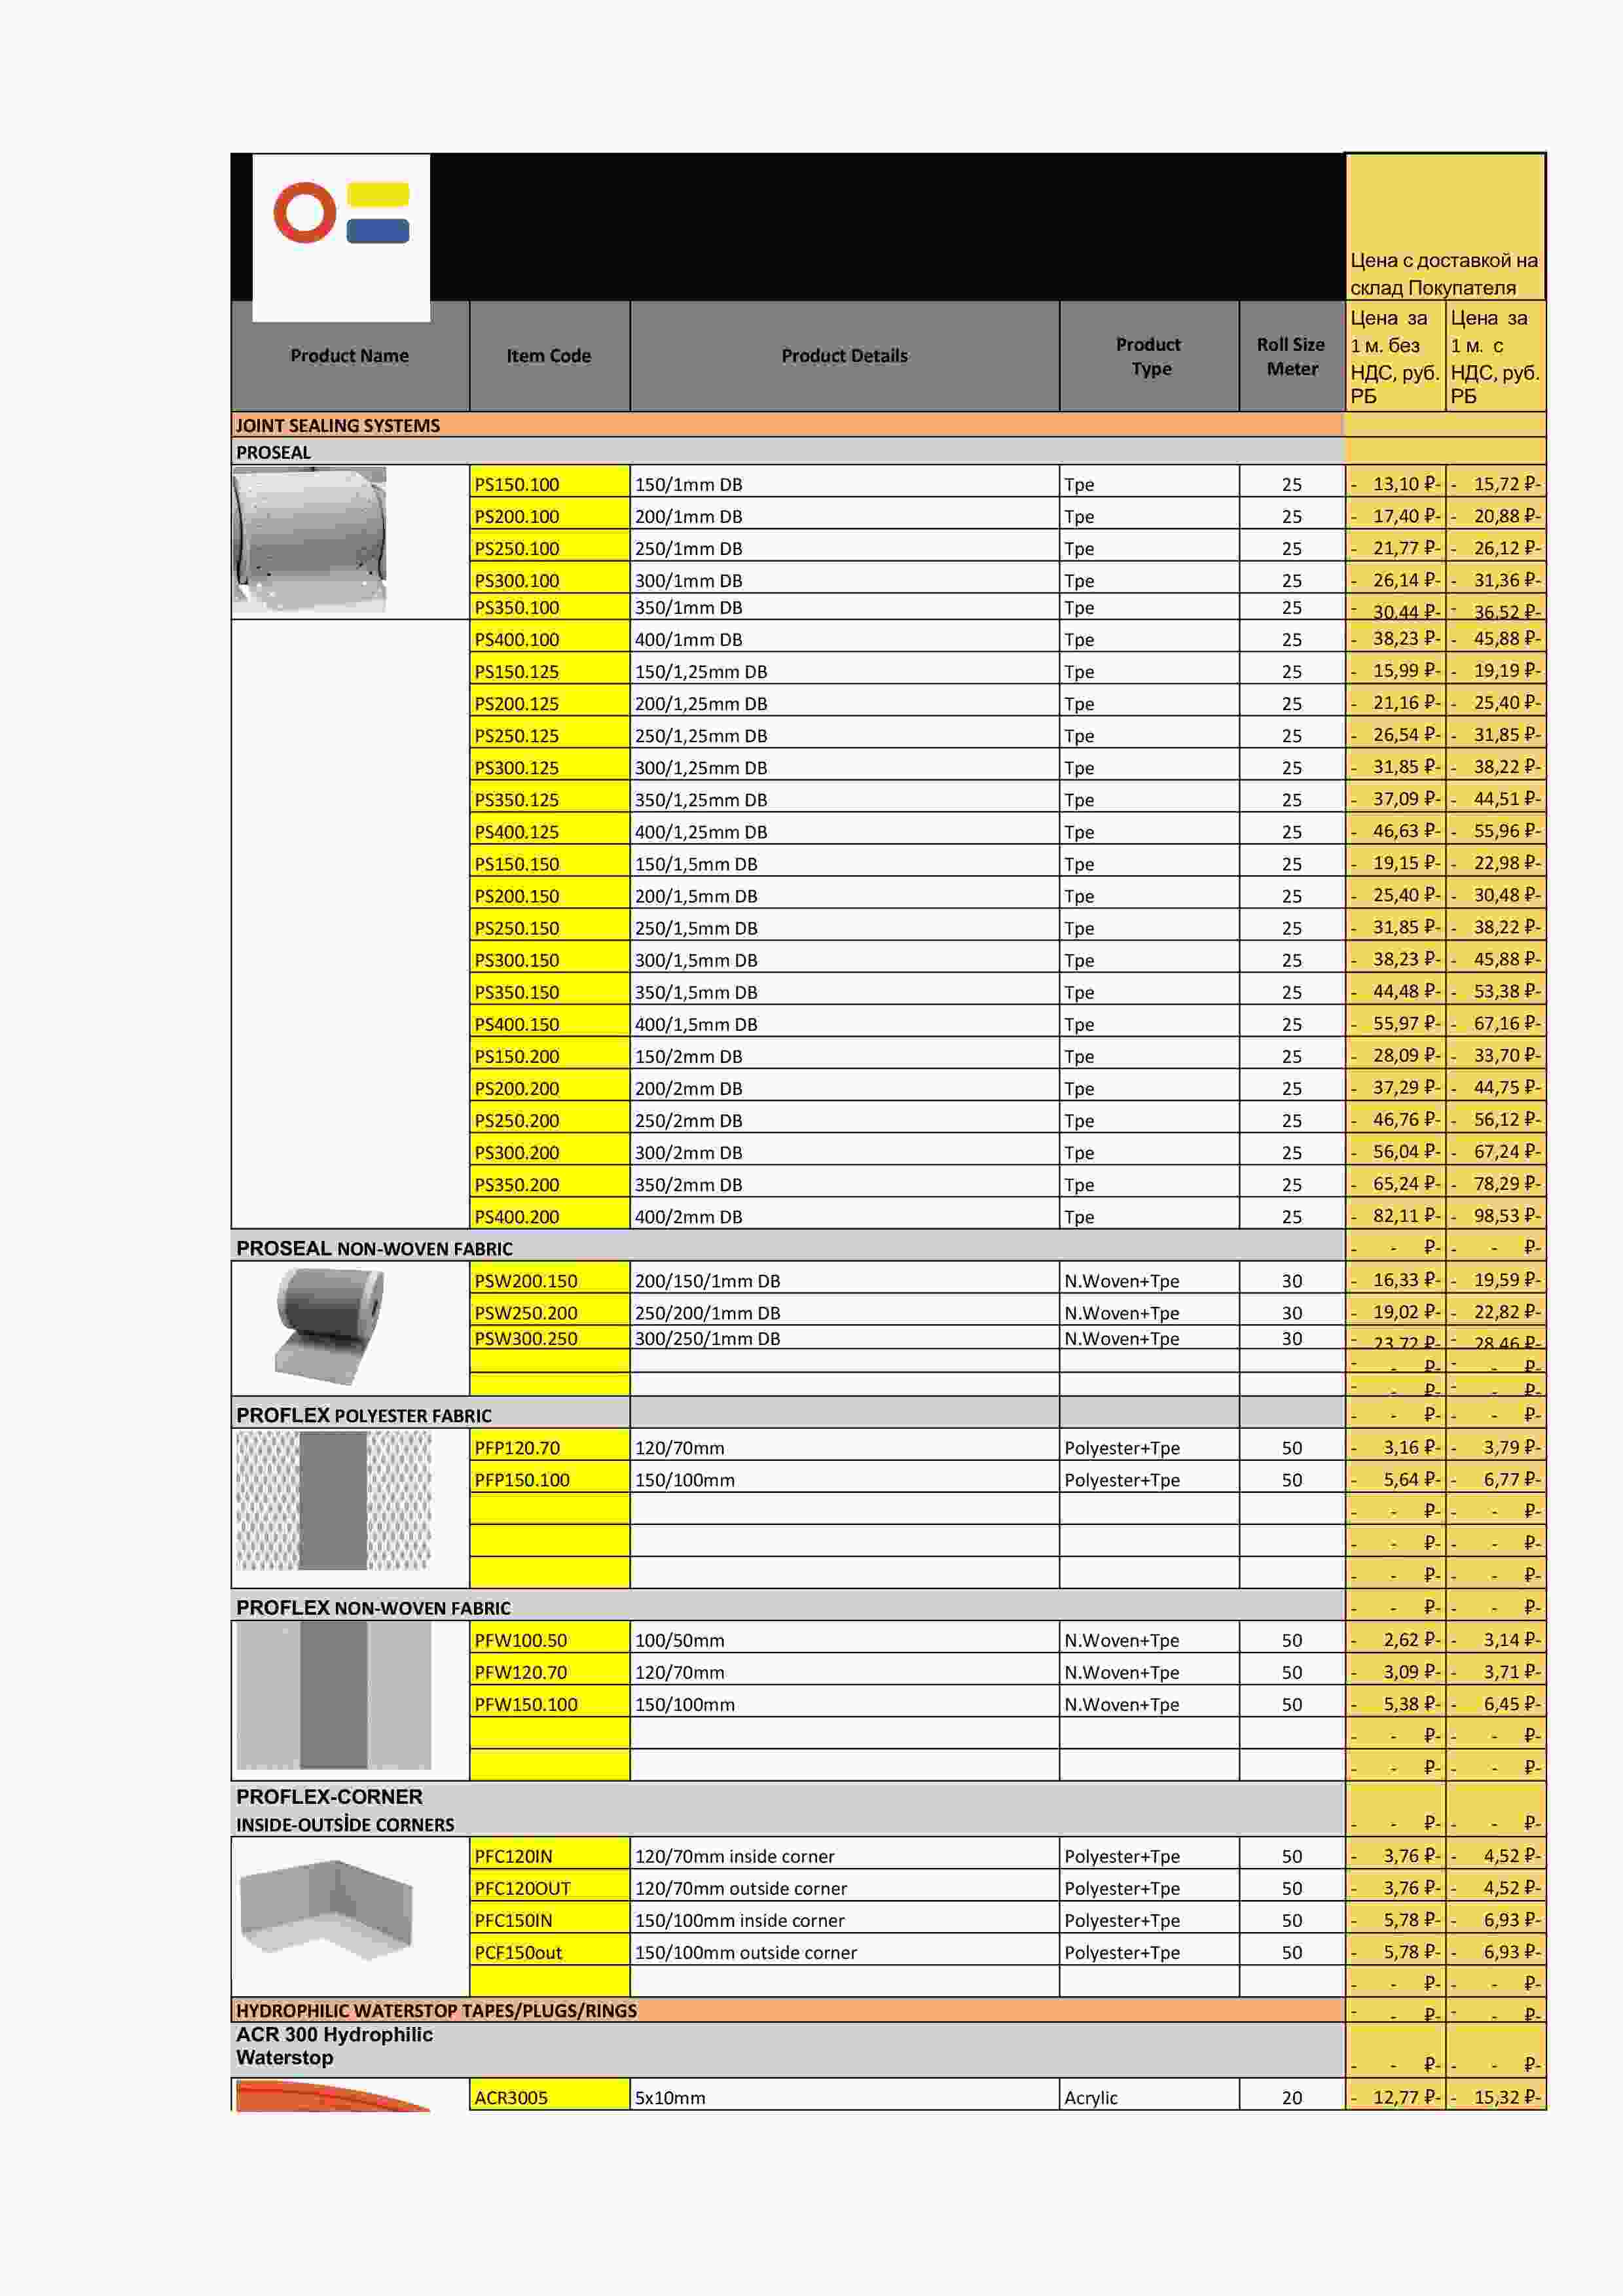 Цена с доставкой на
склад Покупателя
Product Name Item Code Product Details Product Type Roll Size Meter Цена за 1 м. без НДС, руб. РБ Цена за 1 м. с НДС, руб. РБ
JOINT SEALING SYSTEMS
PROSEAL
PS150.100 150/1mm DB Tpe 25 - 13,10 ₽- - 15,72 ₽-
PS200.100 200/1mm DB Tpe 25 - 17,40 ₽- - 20,88 ₽-
PS250.100 250/1mm DB Tpe 25 - 21,77 ₽- - 26,12 ₽-
PS300.100 300/1mm DB Tpe 25 - 26,14 ₽- - 31,36 ₽-
PS350.100 350/1mm DB Tpe 25 - 30,44 ₽- - 36,52 ₽-
PS400.100 400/1mm DB Tpe 25 - 38,23 ₽- - 45,88 ₽-
PS150.125 150/1,25mm DB Tpe 25 - 15,99 ₽- - 19,19 ₽-
PS200.125 200/1,25mm DB Tpe 25 - 21,16 ₽- - 25,40 ₽-
PS250.125 250/1,25mm DB Tpe 25 - 26,54 ₽- - 31,85 ₽-
PS300.125 300/1,25mm DB Tpe 25 - 31,85 ₽- - 38,22 ₽-
PS350.125 350/1,25mm DB Tpe 25 - 37,09 ₽- - 44,51 ₽-
PS400.125 400/1,25mm DB Tpe 25 - 46,63 ₽- - 55,96 ₽-
PS150.150 150/1,5mm DB Tpe 25 - 19,15 ₽- - 22,98 ₽-
PS200.150 200/1,5mm DB Tpe 25 - 25,40 ₽- - 30,48 ₽-
PS250.150 250/1,5mm DB Tpe 25 - 31,85 ₽- - 38,22 ₽-
PS300.150 300/1,5mm DB Tpe 25 - 38,23 ₽- - 45,88 ₽-
PS350.150 350/1,5mm DB Tpe 25 - 44,48 ₽- - 53,38 ₽-
PS400.150 400/1,5mm DB Tpe 25 - 55,97 ₽- - 67,16 ₽-
PS150.200 150/2mm DB Tpe 25 - 28,09 ₽- - 33,70 ₽-
PS200.200 200/2mm DB Tpe 25 - 37,29 ₽- - 44,75 ₽-
PS250.200 250/2mm DB Tpe 25 - 46,76 ₽- - 56,12 ₽-
PS300.200 300/2mm DB Tpe 25 - 56,04 ₽- - 67,24 ₽-
PS350.200 350/2mm DB Tpe 25 - 65,24 ₽- - 78,29 ₽-
PS400.200 400/2mm DB Tpe 25 - 82,11 ₽- - 98,53 ₽-
PROSEAL NON-WOVEN FABRIC - - ₽- - - ₽-
PSW200.150 200/150/1mm DB N.Woven+Tpe 30 - 16,33 ₽- - 19,59 ₽-
PSW250.200 250/200/1mm DB N.Woven+Tpe 30 - 19,02 ₽- - 22,82 ₽-
PSW300.250 300/250/1mm DB N.Woven+Tpe 30 - 23,72 ₽- - 28,46 ₽-
- - ₽- - - ₽-
- - ₽- - - ₽-
PROFLEX POLYESTER FABRIC - - ₽- - - ₽-
PFP120.70 120/70mm Polyester+Tpe 50 - 3,16 ₽- - 3,79 ₽-
PFP150.100 150/100mm Polyester+Tpe 50 - 5,64 ₽- - 6,77 ₽-
- - ₽- - - ₽-
- - ₽- - - ₽-
- - ₽- - - ₽-
PROFLEX NON-WOVEN FABRIC - - ₽- - - ₽-
PFW100.50 100/50mm N.Woven+Tpe 50 - 2,62 ₽- - 3,14 ₽-
PFW120.70 120/70mm N.Woven+Tpe 50 - 3,09 ₽- - 3,71 ₽-
PFW150.100 150/100mm N.Woven+Tpe 50 - 5,38 ₽- - 6,45 ₽-
- - ₽- - - ₽-
- - ₽- - - ₽-
PROFLEX-CORNER
INSIDE-OUTSİDE CORNERS - - ₽- - - ₽-
PFC120IN 120/70mm inside corner Polyester+Tpe 50 - 3,76 ₽- - 4,52 ₽-
PFC120OUT 120/70mm outside corner Polyester+Tpe 50 - 3,76 ₽- - 4,52 ₽-
PFC150IN 150/100mm inside corner Polyester+Tpe 50 - 5,78 ₽- - 6,93 ₽-
PCF150out 150/100mm outside corner Polyester+Tpe 50 - 5,78 ₽- - 6,93 ₽-
- - ₽- - - ₽-
HYDROPHILIC WATERSTOP TAPES/PLUGS/RINGS - - ₽- - - ₽-
ACR 300 Hydrophilic
Waterstop - - ₽- - - ₽-
ACR3005 5x10mm Acrylic 20 - 12,77 ₽- - 15,32 ₽-